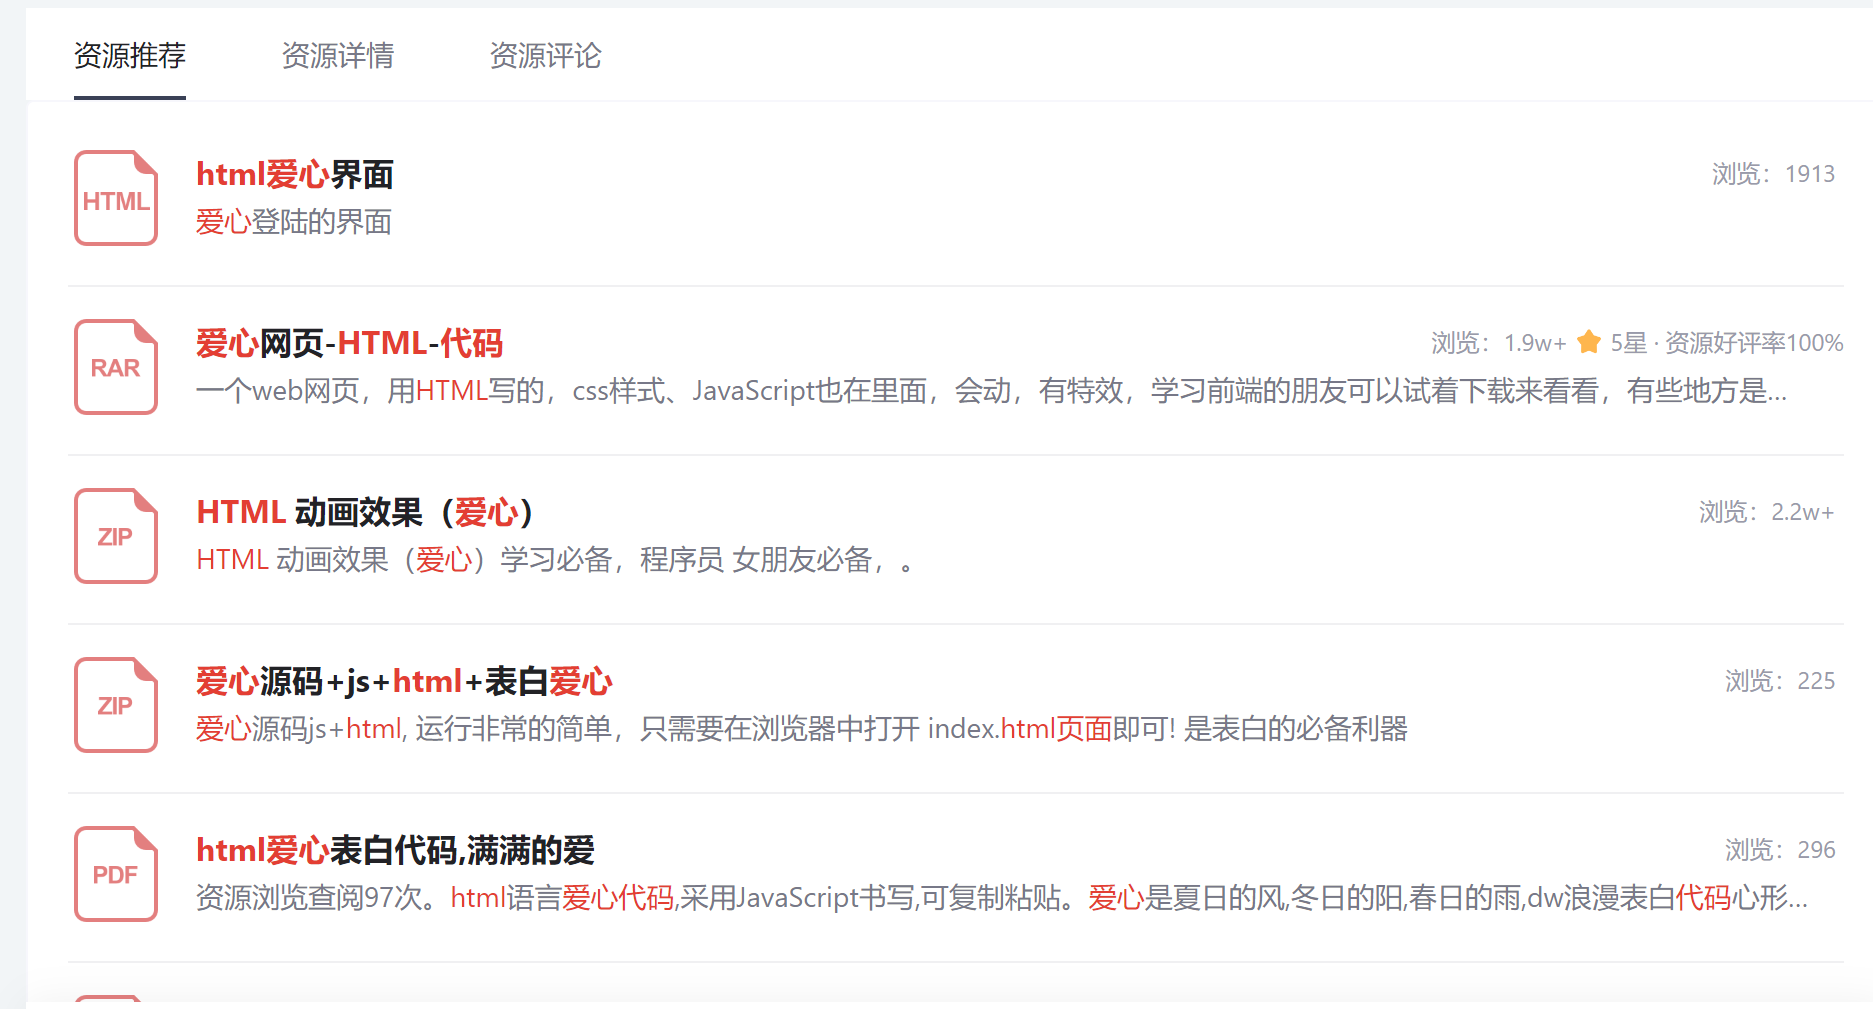 资源推荐 资源详情 资源评论
HTML
html爱心界面 浏览：1913
爱心登陆的界面
RAR
爱心网页-HTML-代码 浏览：1.9w+ 5星 · 资源好评率100%
一个web网页，用HTML写的，css样式、JavaScript也在里面，会动，有特效，学习前端的朋友可以试着下载来看看，有些地方是...
ZIP
HTML 动画效果（爱心） 浏览：2.2w+
HTML 动画效果（爱心）学习必备，程序员 女朋友必备，。
ZIP
爱心源码+js+html+表白爱心 浏览：225
爱心源码js+html, 运行非常的简单，只需要在浏览器中打开 index.html页面即可! 是表白的必备利器
PDF
html爱心表白代码,满满的爱 浏览：296
资源浏览查阅97次。html语言爱心代码,采用JavaScript书写,可复制粘贴。爱心是夏日的风,冬日的阳,春日的雨,dw浪漫表白代码心形...